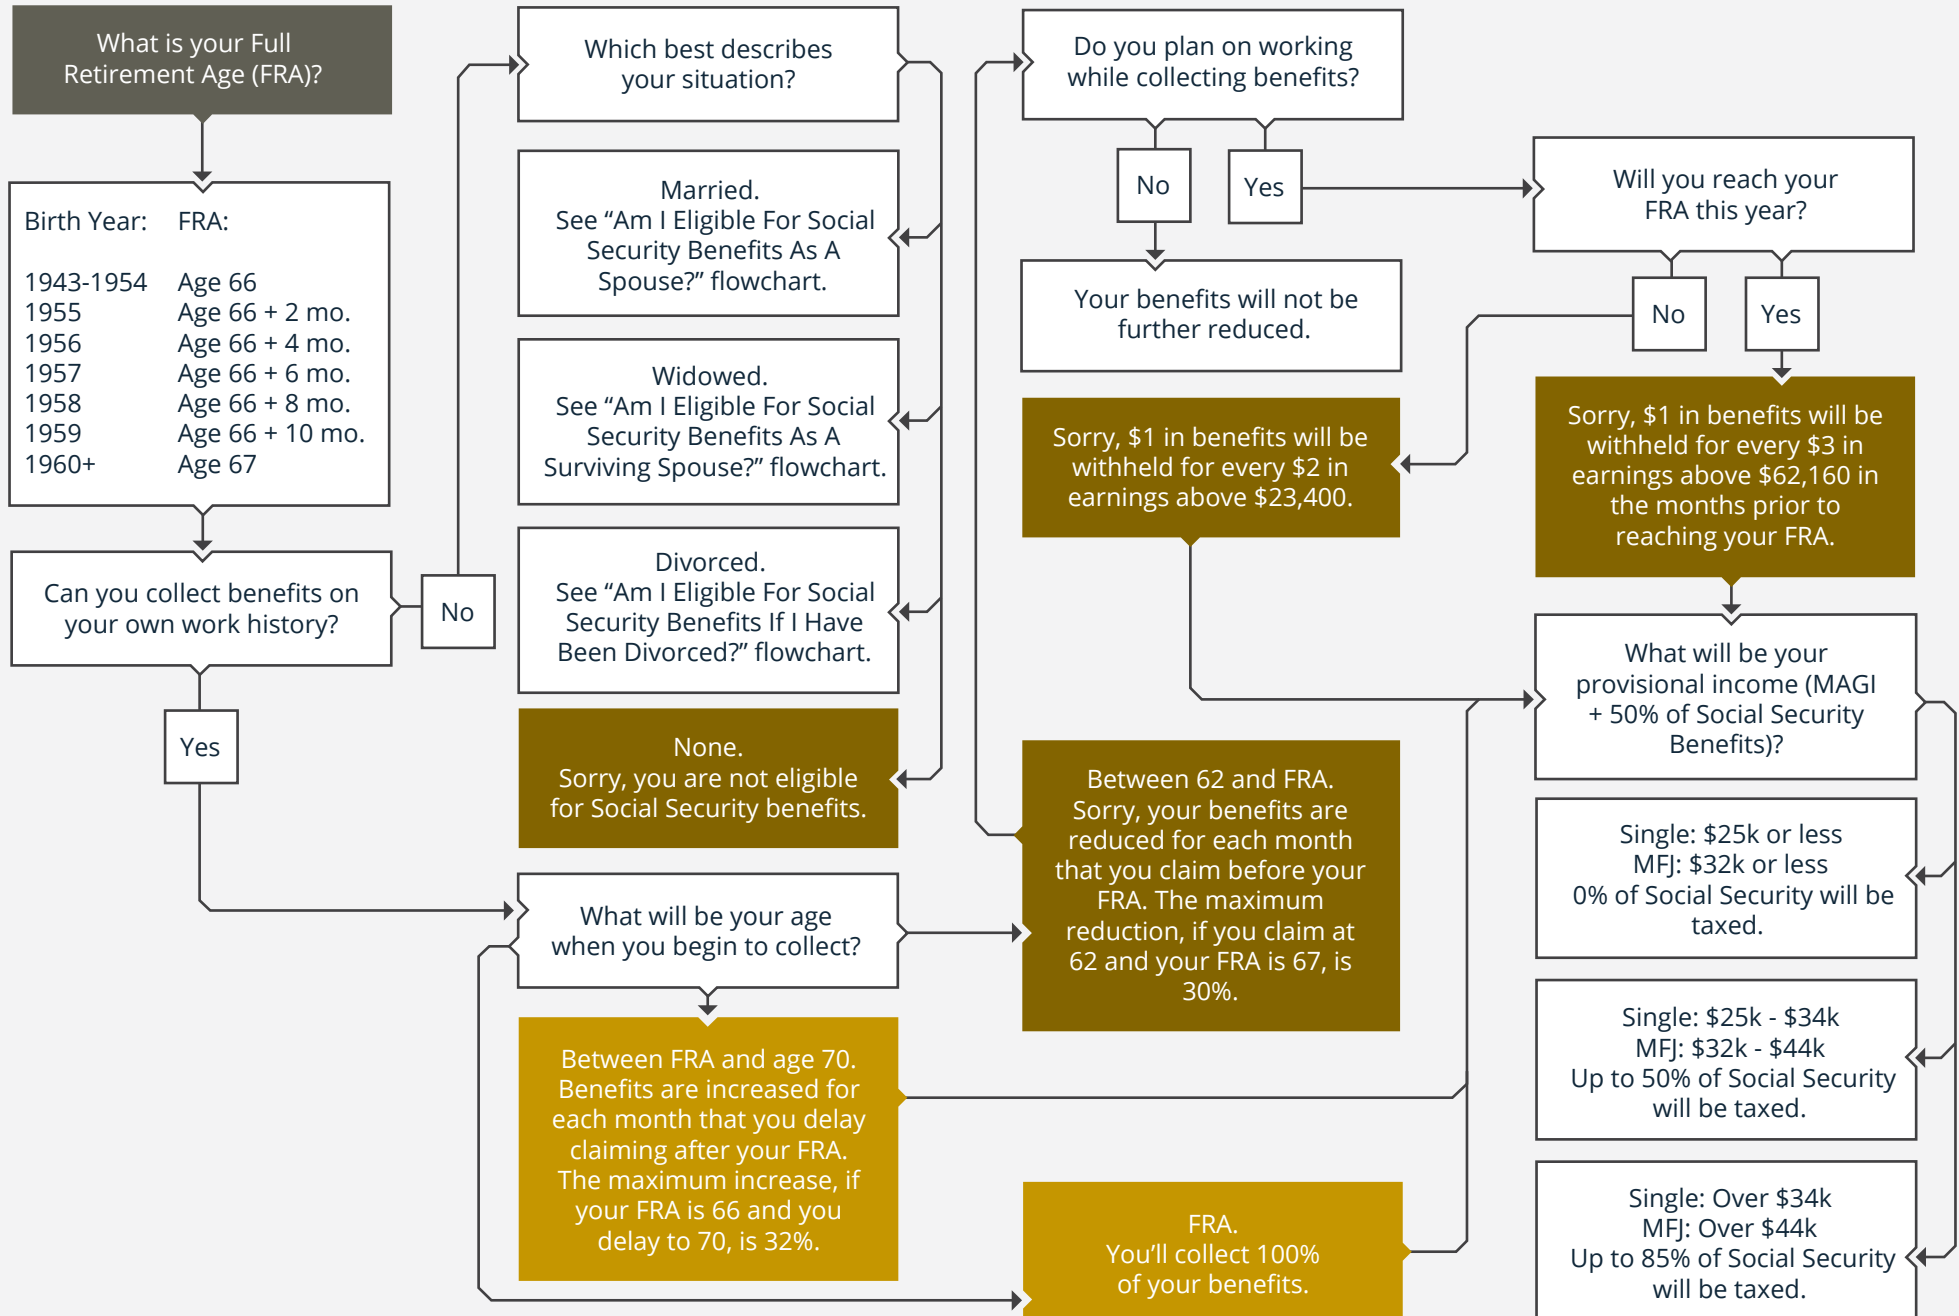 What is your Full
Retirement Age (FRA)?
Birth Year: FRA:
1943-1954 Age 66
1955 Age 66 + 2 mo.
1956 Age 66 + 4 mo.
1957 Age 66 + 6 mo.
1958 Age 66 + 8 mo.
1959 Age 66 + 10 mo.
1960+ Age 67
Can you collect benefits on
your own work history?
No
Yes
Which best describes
your situation?
Married.
See “Am I Eligible For Social
Security Benefits As A
Spouse?” flowchart.
Widowed.
See “Am I Eligible For Social
Security Benefits As A
Surviving Spouse?” flowchart.
Divorced.
See “Am I Eligible For Social
Security Benefits If I Have
Been Divorced?” flowchart.
None.
Sorry, you are not eligible
for Social Security benefits.
What will be your age
when you begin to collect?
Between FRA and age 70.
Benefits are increased for
each month that you delay
claiming after your FRA.
The maximum increase, if
your FRA is 66 and you
delay to 70, is 32%.
Do you plan on working
while collecting benefits?
No
Yes
Your benefits will not be
further reduced.
Sorry, $1 in benefits will be
withheld for every $2 in
earnings above $23,400.
Between 62 and FRA.
Sorry, your benefits are
reduced for each month
that you claim before your
FRA. The maximum
reduction, if you claim at
62 and your FRA is 67, is
30%.
FRA.
You’ll collect 100%
of your benefits.
Will you reach your
FRA this year?
No
Yes
Sorry, $1 in benefits will be
withheld for every $3 in
earnings above $62,160 in
the months prior to
reaching your FRA.
What will be your
provisional income (MAGI
+ 50% of Social Security
Benefits)?
Single: $25k or less
MFJ: $32k or less
0% of Social Security will be
taxed.
Single: $25k - $34k
MFJ: $32k - $44k
Up to 50% of Social Security
will be taxed.
Single: Over $34k
MFJ: Over $44k
Up to 85% of Social Security
will be taxed.